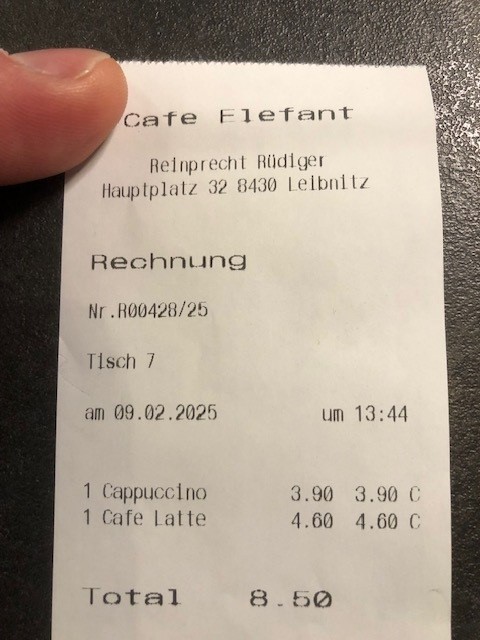 Cafe Elefant
Reinprecht Rüdiger
Hauptplatz 32 8430 Leibnitz
Rechnung
Nr.R00428/25
Tisch 7
am 09.02.2025 um 13:44
1 Cappuccino 3.90 3.90 C
1 Cafe Latte 4.60 4.60 C
Total 8.50